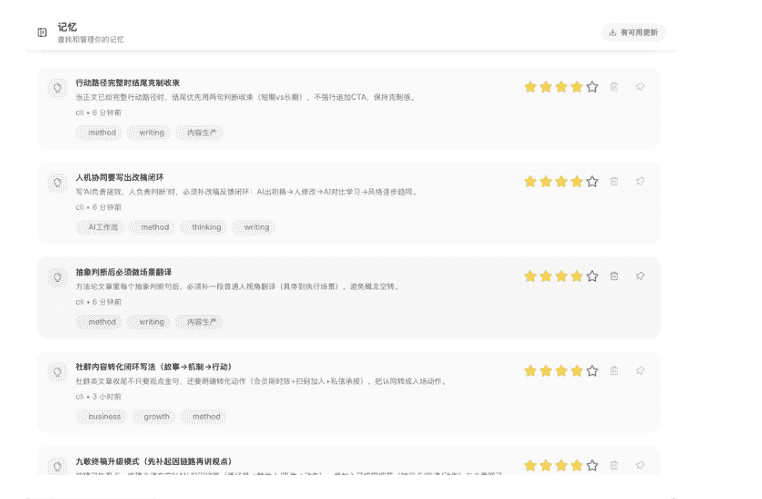 记忆
查找和管理你的记忆
有可用更新
行动路径完整时结尾克制收束
当正文已给完整行动路径时，结尾优先用两句判断收束（短期vs长期），不强行追加CTA，保持克制感。
cli • 6 分钟前
method writing 内容生产
人机协同要写出改稿闭环
写‘AI负责提效，人负责判断’时，必须补改稿反馈闭环：AI出初稿→人修改→AI对比学习→风格逐步趋同。
cli • 6 分钟前
AI工作流 method thinking writing
抽象判断后必须做场景翻译
方法论文章里每个抽象判断句后，必须补一段普通人视角翻译（具体到执行场景），避免概念空转。
cli • 6 分钟前
method writing 内容生产
社群内容转化闭环写法（故事→机制→行动）
社群类文章收尾不只要观点金句，还要明确转化动作（会员限时效+扫码加入+私信承接），把认同转成入场动作。
cli • 3 小时前
business growth method
九敢终稿升级模式（先补起因链路再讲观点）